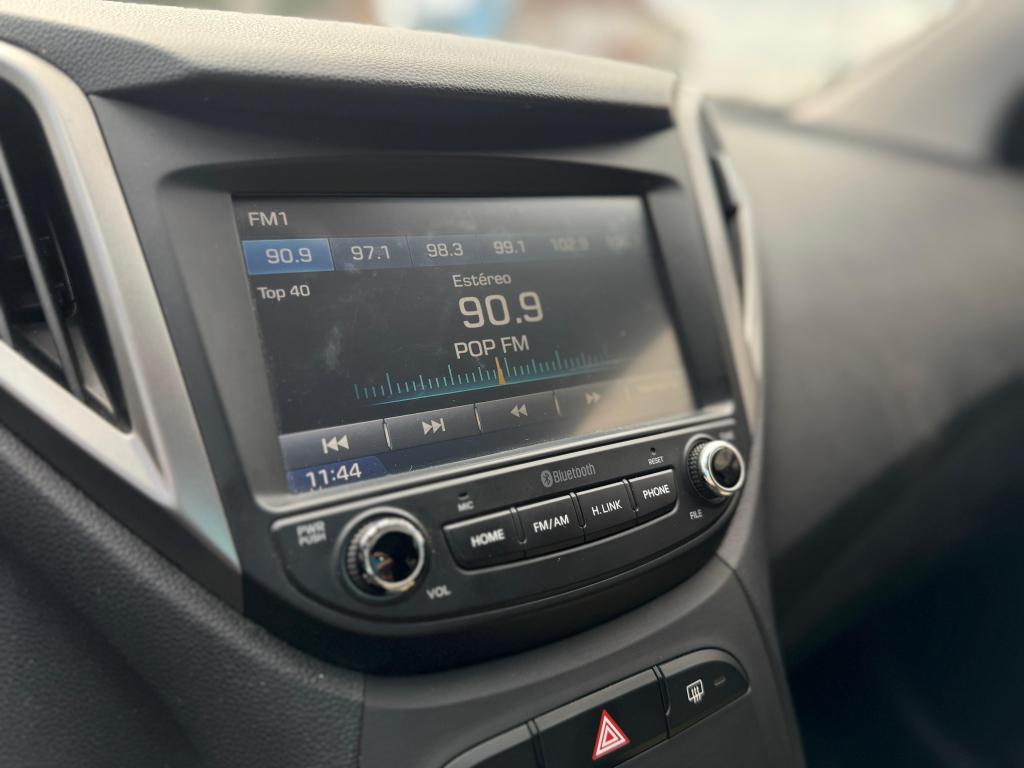 FM1
90.9 97.1 98.3 99.1 102.9
Top 40
Estéreo
90.9
POP FM
11:44
Bluetooth
MIC
RESET
PWR
PUSH
VOL
HOME
FM/AM
H.LINK
PHONE
FILE